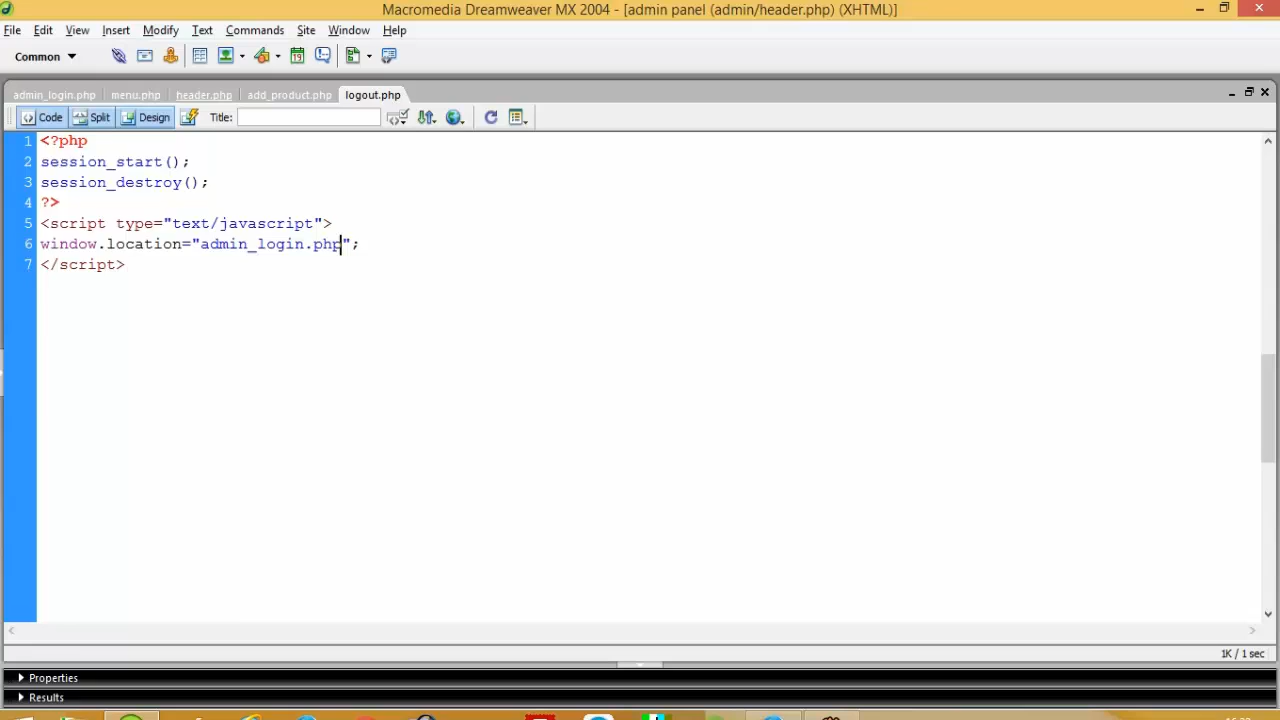 Macromedia Dreamweaver MX 2004 - [admin panel (admin/header.php) (XHTML)]
File Edit View Insert Modify Text Commands Site Window Help
Common
admin_login.php menu.php header.php add_product.php logout.php
Code Split Design Title:
1 <?php
2 session_start();
3 session_destroy();
4 ?>
5 <script type="text/javascript">
6 window.location="admin_login.php";
7 </script>
1K / 1 sec
Properties
Results